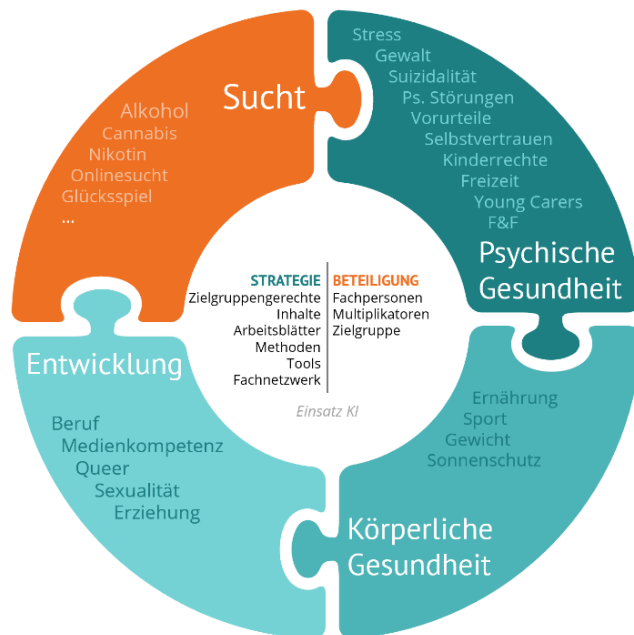 Sucht
Alkohol
Cannabis
Nikotin
Onlinesucht
Glücksspiel
...
Stress
Gewalt
Suizidalität
Ps. Störungen
Vorurteile
Selbstvertrauen
Kinderrechte
Freizeit
Young Carers
F&F
Psychische
Gesundheit
STRATEGIE
Zielgruppengerechte
Inhalte
Arbeitsblätter
Methoden
Tools
Fachnetzwerk
BETEILIGUNG
Fachpersonen
Multiplikatoren
Zielgruppe
Einsatz KI
Entwicklung
Beruf
Medienkompetenz
Queer
Sexualität
Erziehung
Ernährung
Sport
Gewicht
Sonnenschutz
Körperliche
Gesundheit